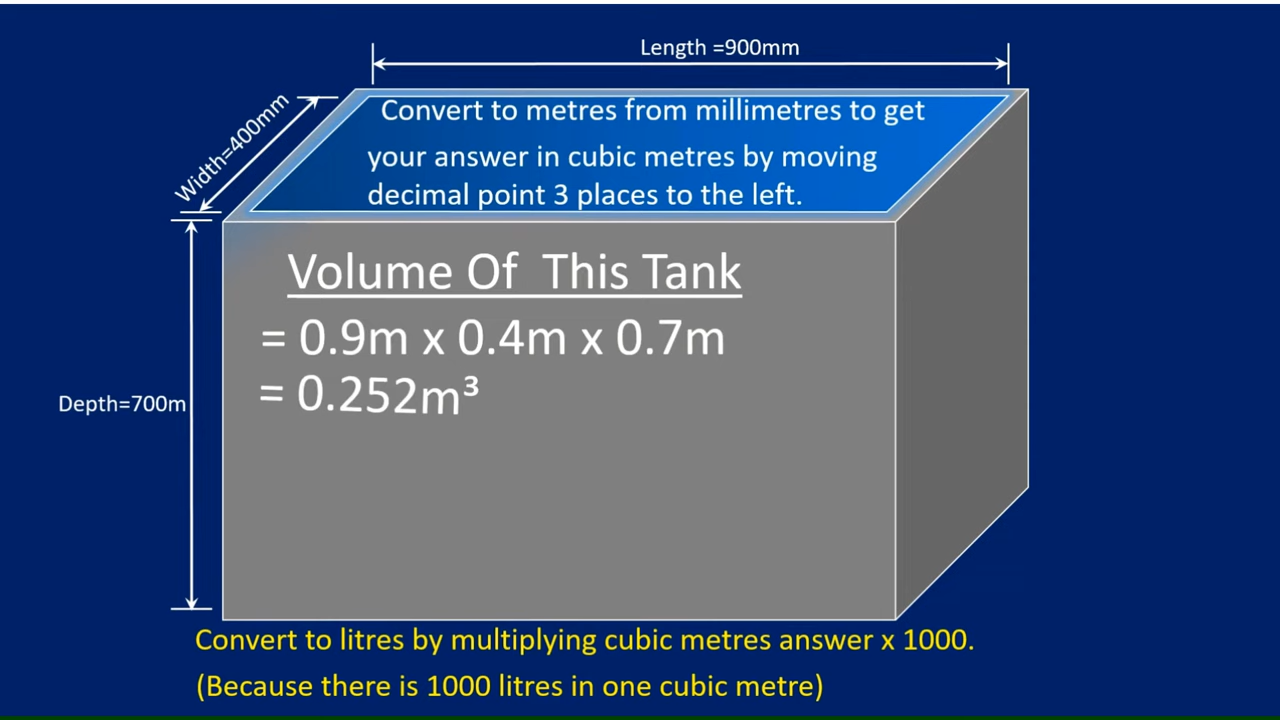 Length =900mm
Width=400mm
Convert to metres from millimetres to get
your answer in cubic metres by moving
decimal point 3 places to the left.
Volume Of This Tank
= 0.9m x 0.4m x 0.7m
= 0.252m³
Depth=700m
Convert to litres by multiplying cubic metres answer x 1000.
(Because there is 1000 litres in one cubic metre)